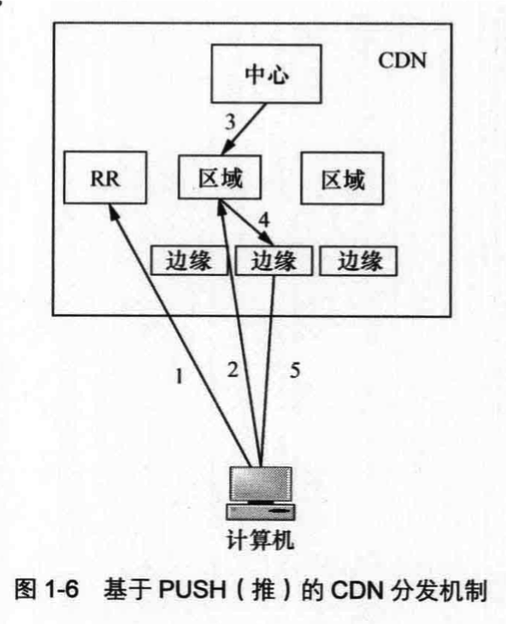 CDN
中心
3
RR
区域
区域
4
边缘
边缘
边缘
1
2
5
计算机
图 1-6 基于 PUSH（推）的 CDN 分发机制